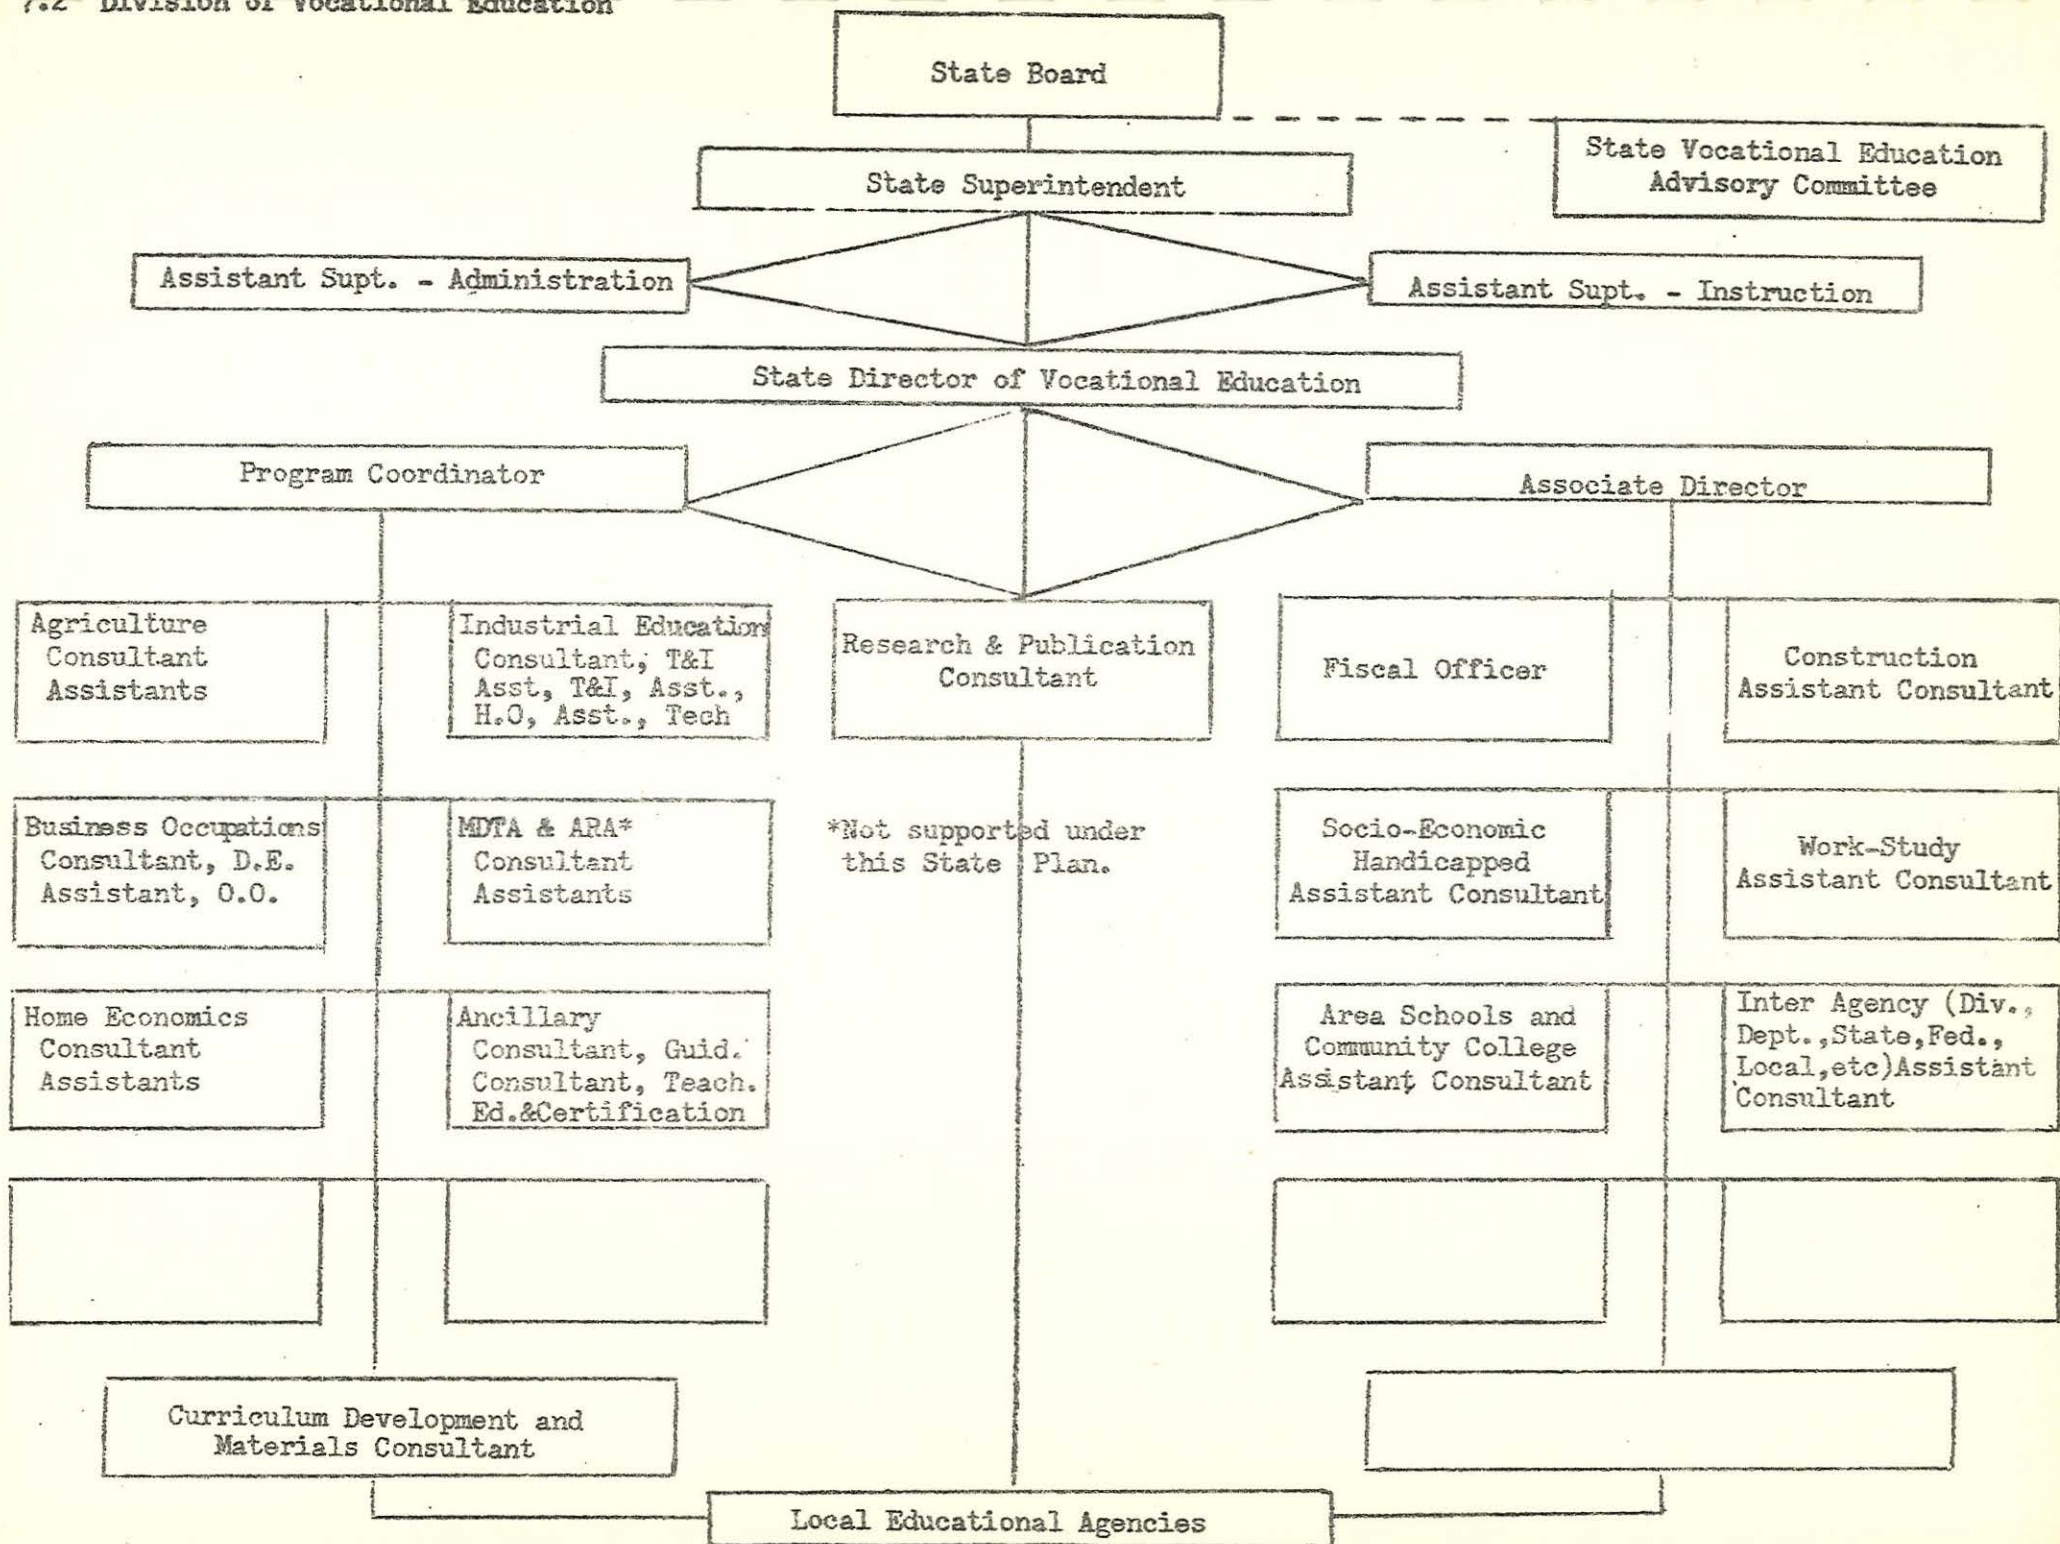 7.2 Division of Vocational Education
State Board
State Vocational Education
Advisory Committee
State Superintendent
Assistant Supt. - Administration
Assistant Supt. - Instruction
State Director of Vocational Education
Program Coordinator
Associate Director
Agriculture
Consultant
Assistants
Industrial Education
Consultant, T&I
Asst, T&I, Asst.,
H.O, Asst., Tech
Research & Publication
Consultant
Fiscal Officer
Construction
Assistant Consultant
Business Occupations
Consultant, D.E.
Assistant, O.O.
MDTA & ARA*
Consultant
Assistants
*Not supported under
this State Plan.
Socio-Economic
Handicapped
Assistant Consultant
Work-Study
Assistant Consultant
Home Economics
Consultant
Assistants
Ancillary
Consultant, Guid.
Consultant, Teach.
Ed.&Certification
Area Schools and
Community College
Assistant Consultant
Inter Agency (Div.,
Dept.,State,Fed.,
Local,etc)Assistant
Consultant
Curriculum Development and
Materials Consultant
Local Educational Agencies